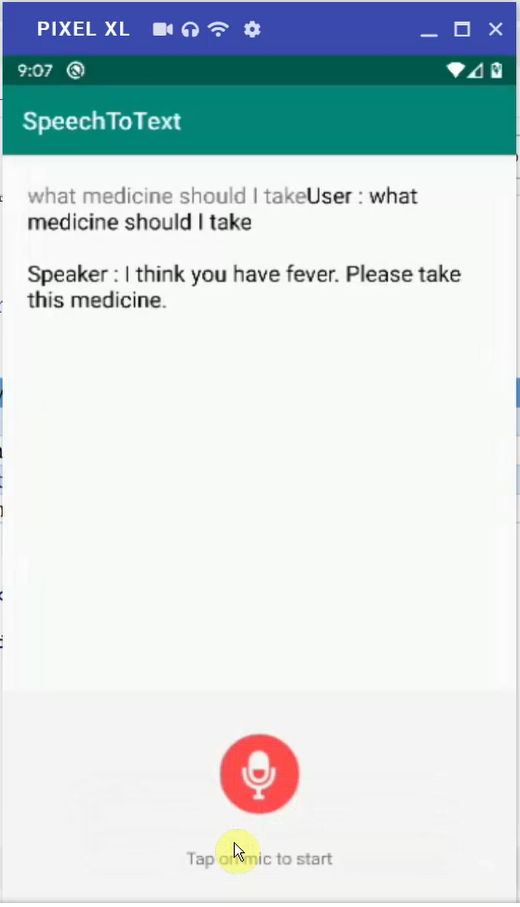 PIXEL XL
9:07
SpeechToText
what medicine should I takeUser : what
medicine should I take
Speaker : I think you have fever. Please take
this medicine.
Tap on mic to start